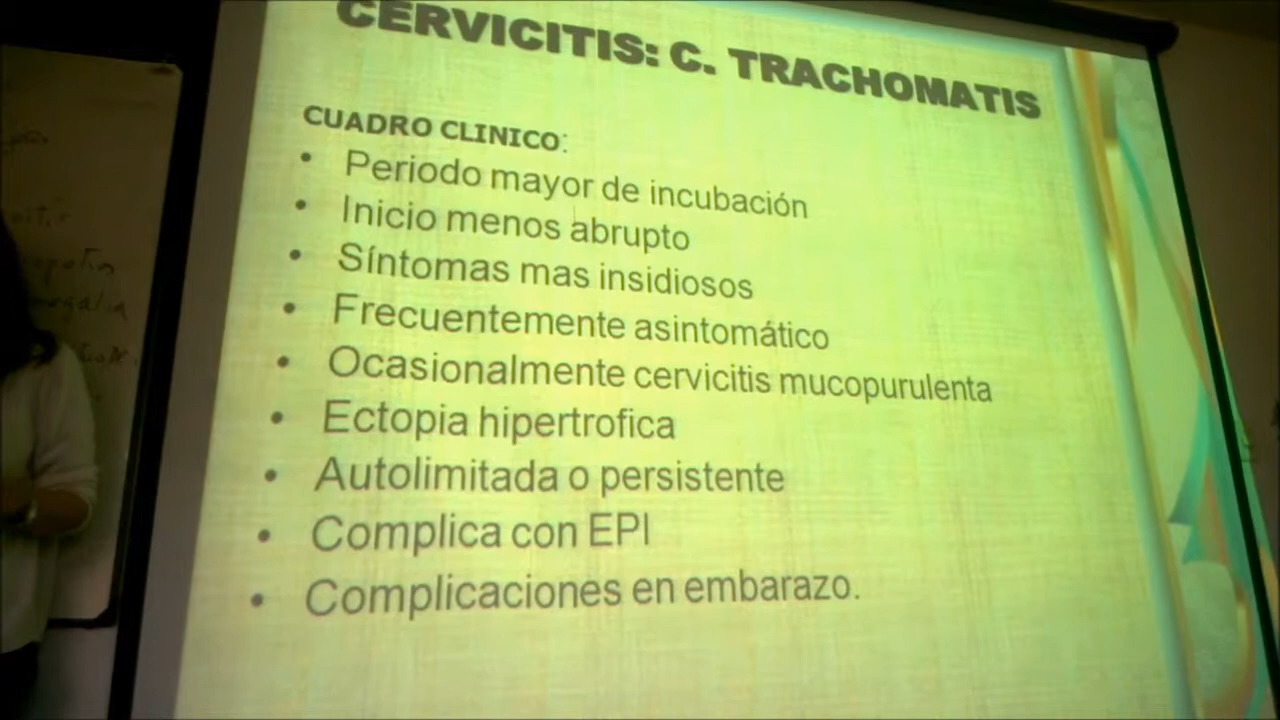 CERVICITIS: C. TRACHOMATIS
CUADRO CLINICO:
• Periodo mayor de incubación
• Inicio menos abrupto
• Síntomas mas insidiosos
• Frecuentemente asintomático
• Ocasionalmente cervicitis mucopurulenta
• Ectopia hipertrofica
• Autolimitada o persistente
• Complica con EPI
• Complicaciones en embarazo.